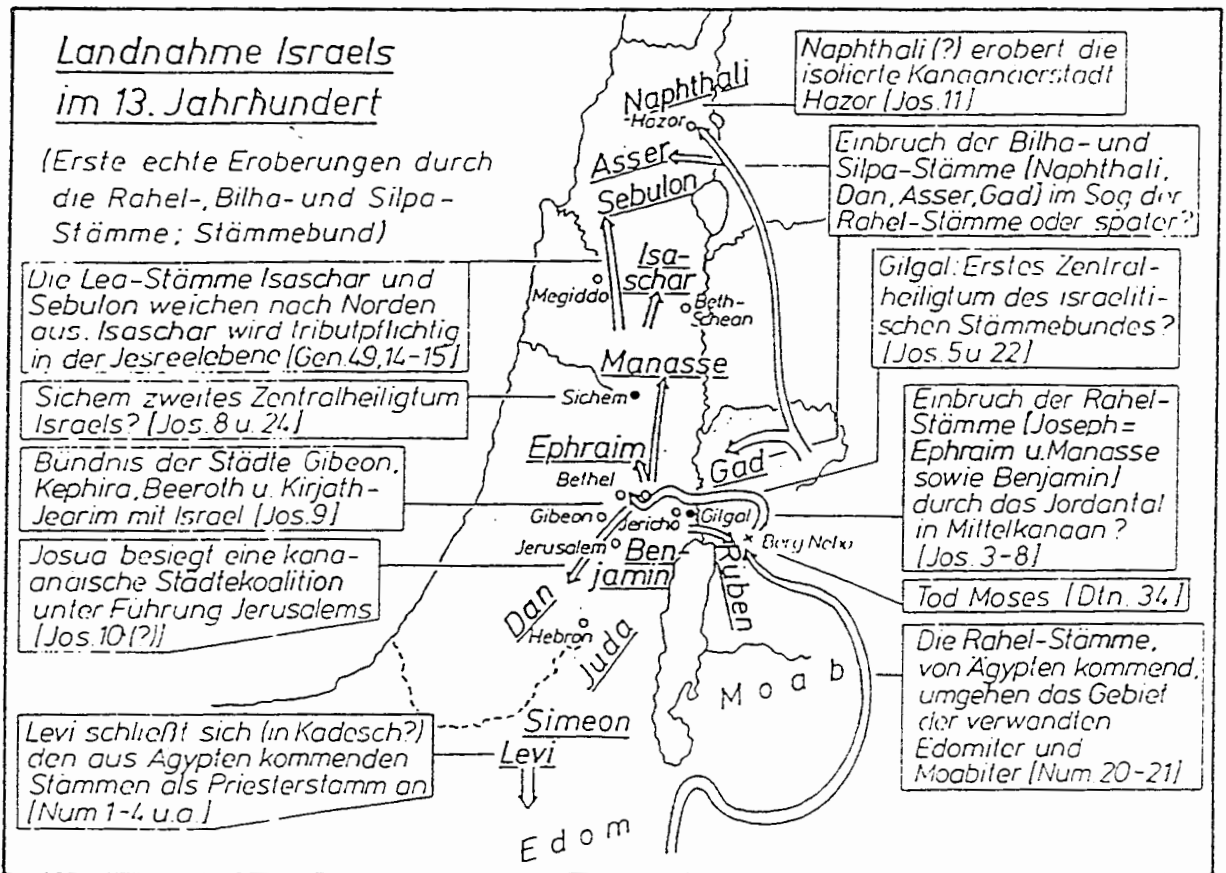 Landnahme Israels
im 13. Jahrhundert
(Erste echte Eroberungen durch
die Rahel-, Bilha- und Silpa-
Stämme; Stämmebund)
Die Lea-Stämme Isaschar und
Sebulon weichen nach Norden
aus. Isaschar wird tributpflichtig
in der Jesreelebene [Gen.49,14-15]
Sichem zweites Zentralheiligtum
Israels? [Jos. 8 u. 24]
Bündnis der Städte Gibeon,
Kephira, Beeroth u. Kirjath-
Jearim mit Israel [Jos.9]
Josua besiegt eine kana-
anäische Städtekoalition
unter Führung Jerusalems
[Jos.10(?)]
Levi schließt sich (in Kadesch?)
den aus Ägypten kommenden
Stämmen als Priesterstamm an
[Num 1-4 u.a.]
Naphthali
Hazor
Asser
Sebulon
Isa-
schar
Megiddo
Beth-
Schean
Manasse
Sichem
Ephraim
Gad
Bethel
Gibeon
Jericho
Gilgal
Jerusalem
Berg Nebo
Ben-
jamin
Ruben
Dan
Hebron
Juda
Moab
Simeon
Levi
Edom
Naphthali (?) erobert die
isolierte Kanaanäerstadt
Hazor [Jos. 11]
Einbruch der Bilha- und
Silpa-Stämme [Naphthali,
Dan, Asser, Gad] im Sog der
Rahel-Stämme oder später?
Gilgal: Erstes Zentral-
heiligtum des israeliti-
schen Stämmebundes?
[Jos. 5 u 22]
Einbruch der Rahel-
Stämme [Joseph=
Ephraim u. Manasse
sowie Benjamin]
durch das Jordantal
in Mittelkanaan?
[Jos. 3-8]
Tod Moses [Dtn. 34]
Die Rahel-Stämme,
von Ägypten kommend,
umgehen das Gebiet
der verwandten
Edomiter und
Moabiter [Num. 20-21]